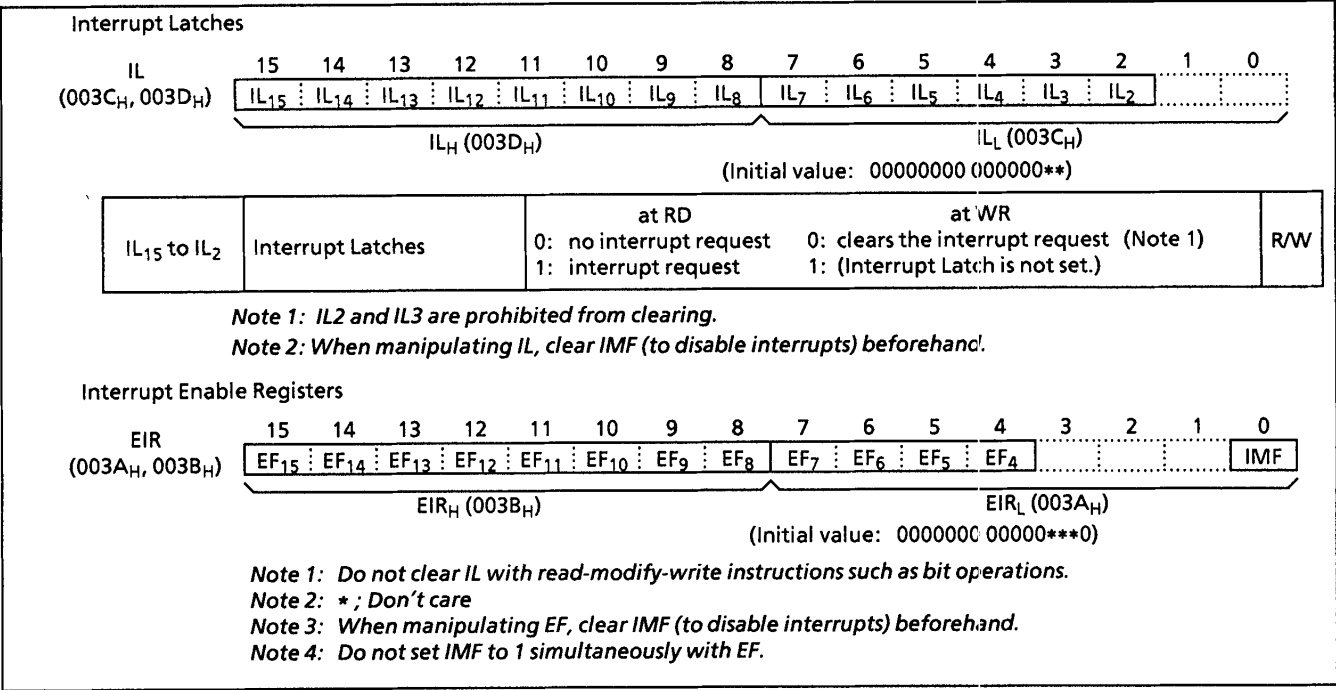 Interrupt Latches
15 14 13 12 11 10 9 8 7 6 5 4 3 2 1 0
IL
(003CH, 003DH)
IL15 IL14 IL13 IL12 IL11 IL10 IL9 IL8 IL7 IL6 IL5 IL4 IL3 IL2
ILH (003DH) ILL (003CH)
(Initial value: 00000000 000000**)
IL15 to IL2 Interrupt Latches at RD at WR R/W
0: no interrupt request 0: clears the interrupt request (Note 1)
1: interrupt request 1: (Interrupt Latch is not set.)
Note 1: IL2 and IL3 are prohibited from clearing.
Note 2: When manipulating IL, clear IMF (to disable interrupts) beforehand.
Interrupt Enable Registers
15 14 13 12 11 10 9 8 7 6 5 4 3 2 1 0
EIR
(003AH, 003BH)
EF15 EF14 EF13 EF12 EF11 EF10 EF9 EF8 EF7 EF6 EF5 EF4 IMF
EIRH (003BH) EIRL (003AH)
(Initial value: 00000000 00000***0)
Note 1: Do not clear IL with read-modify-write instructions such as bit operations.
Note 2: * ; Don't care
Note 3: When manipulating EF, clear IMF (to disable interrupts) beforehand.
Note 4: Do not set IMF to 1 simultaneously with EF.